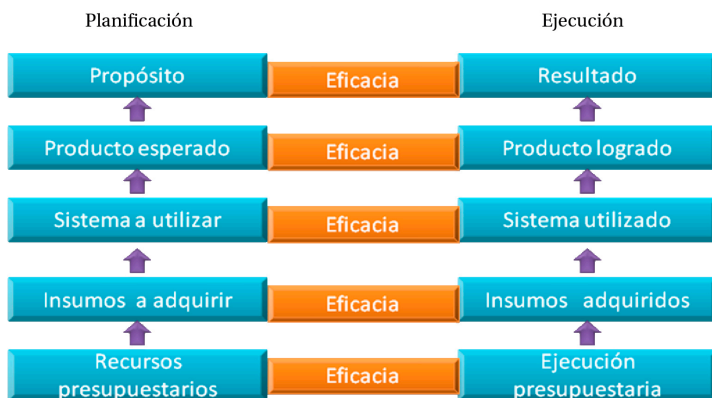 Planificación Ejecución
Propósito Eficacia Resultado
Producto esperado Eficacia Producto logrado
Sistema a utilizar Eficacia Sistema utilizado
Insumos a adquirir Eficacia Insumos adquiridos
Recursos presupuestarios Eficacia Ejecución presupuestaria